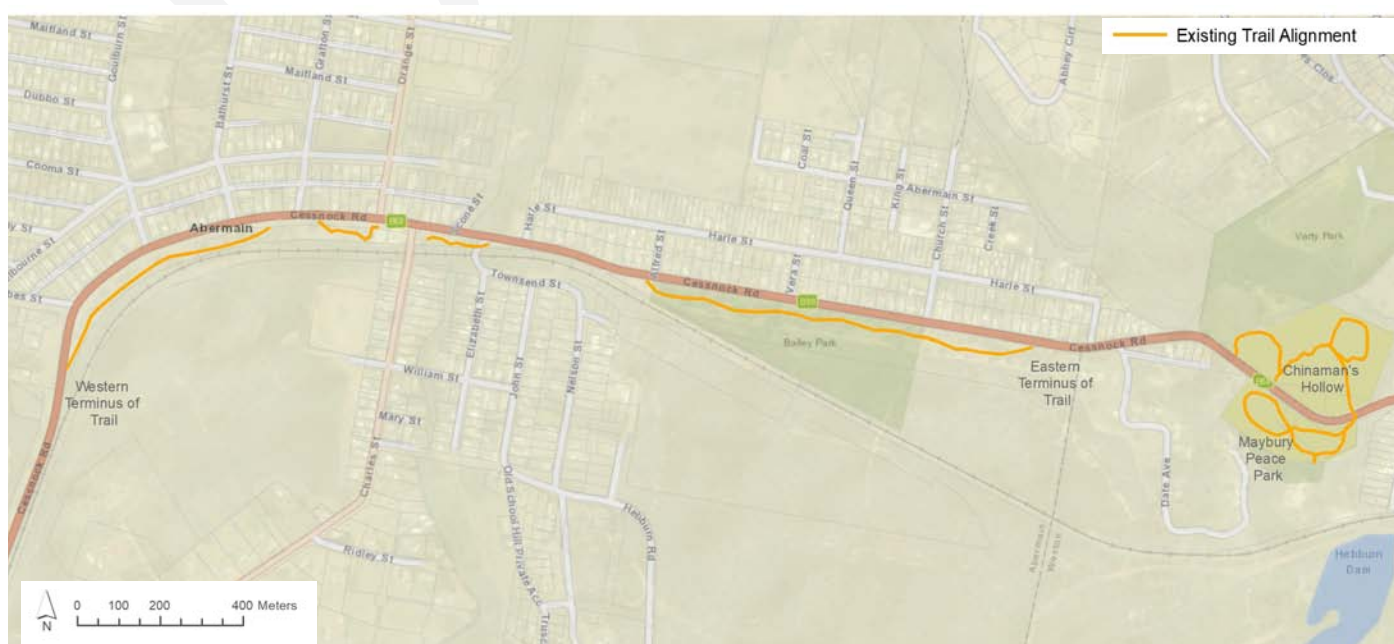 Existing Trail Alignment
Maitland St
Goulburn St
Grafton St
Orange St
Maitland St
Bathurst St
Dubbo St
Cooma St
Abbey Cct
Coal St
Queen St
King St
Abermain St
Church St
Creek St
Varty Park
Cessnock Rd
Abermain
Harle St
Harle St
Alfred St
Vera St
Harle St
Townsend St
Cessnock Rd
Bailey Park
Cessnock Rd
Elizabeth St
John St
Nelson St
William St
Mary St
Charles St
Western
Terminus of
Trail
Eastern
Terminus of
Trail
Chinaman's
Hollow
Maybury
Peace
Park
Date Ave
Cessnock Rd
Old School Hill Private Acc
Hebburn Rd
Ridley St
Abermain
Weston
Hebburn
Dam
0 100 200 400 Meters
N